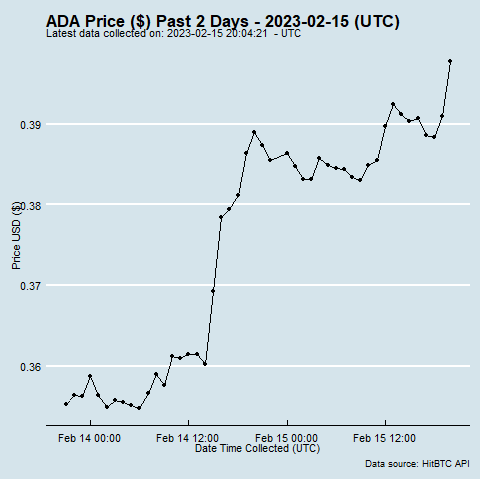 ADA Price ($) Past 2 Days - 2023-02-15 (UTC)
Latest data collected on: 2023-02-15 20:04:21 - UTC
0.39
0.38
0.37
0.36
Price USD ($)
Feb 14 00:00
Feb 14 12:00
Feb 15 00:00
Feb 15 12:00
Date Time Collected (UTC)
Data source: HitBTC API